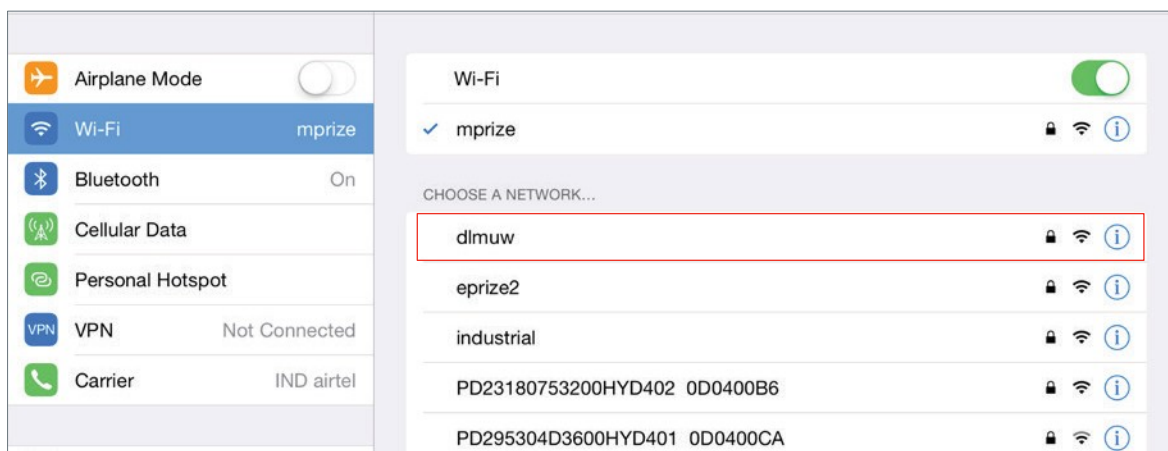 Airplane Mode
Wi-Fi mprize
Bluetooth On
Cellular Data
Personal Hotspot
VPN VPN Not Connected
Carrier IND airtel
Wi-Fi
mprize
CHOOSE A NETWORK...
dlmuw
eprize2
industrial
PD23180753200HYD402 0D0400B6
PD295304D3600HYD401 0D0400CA